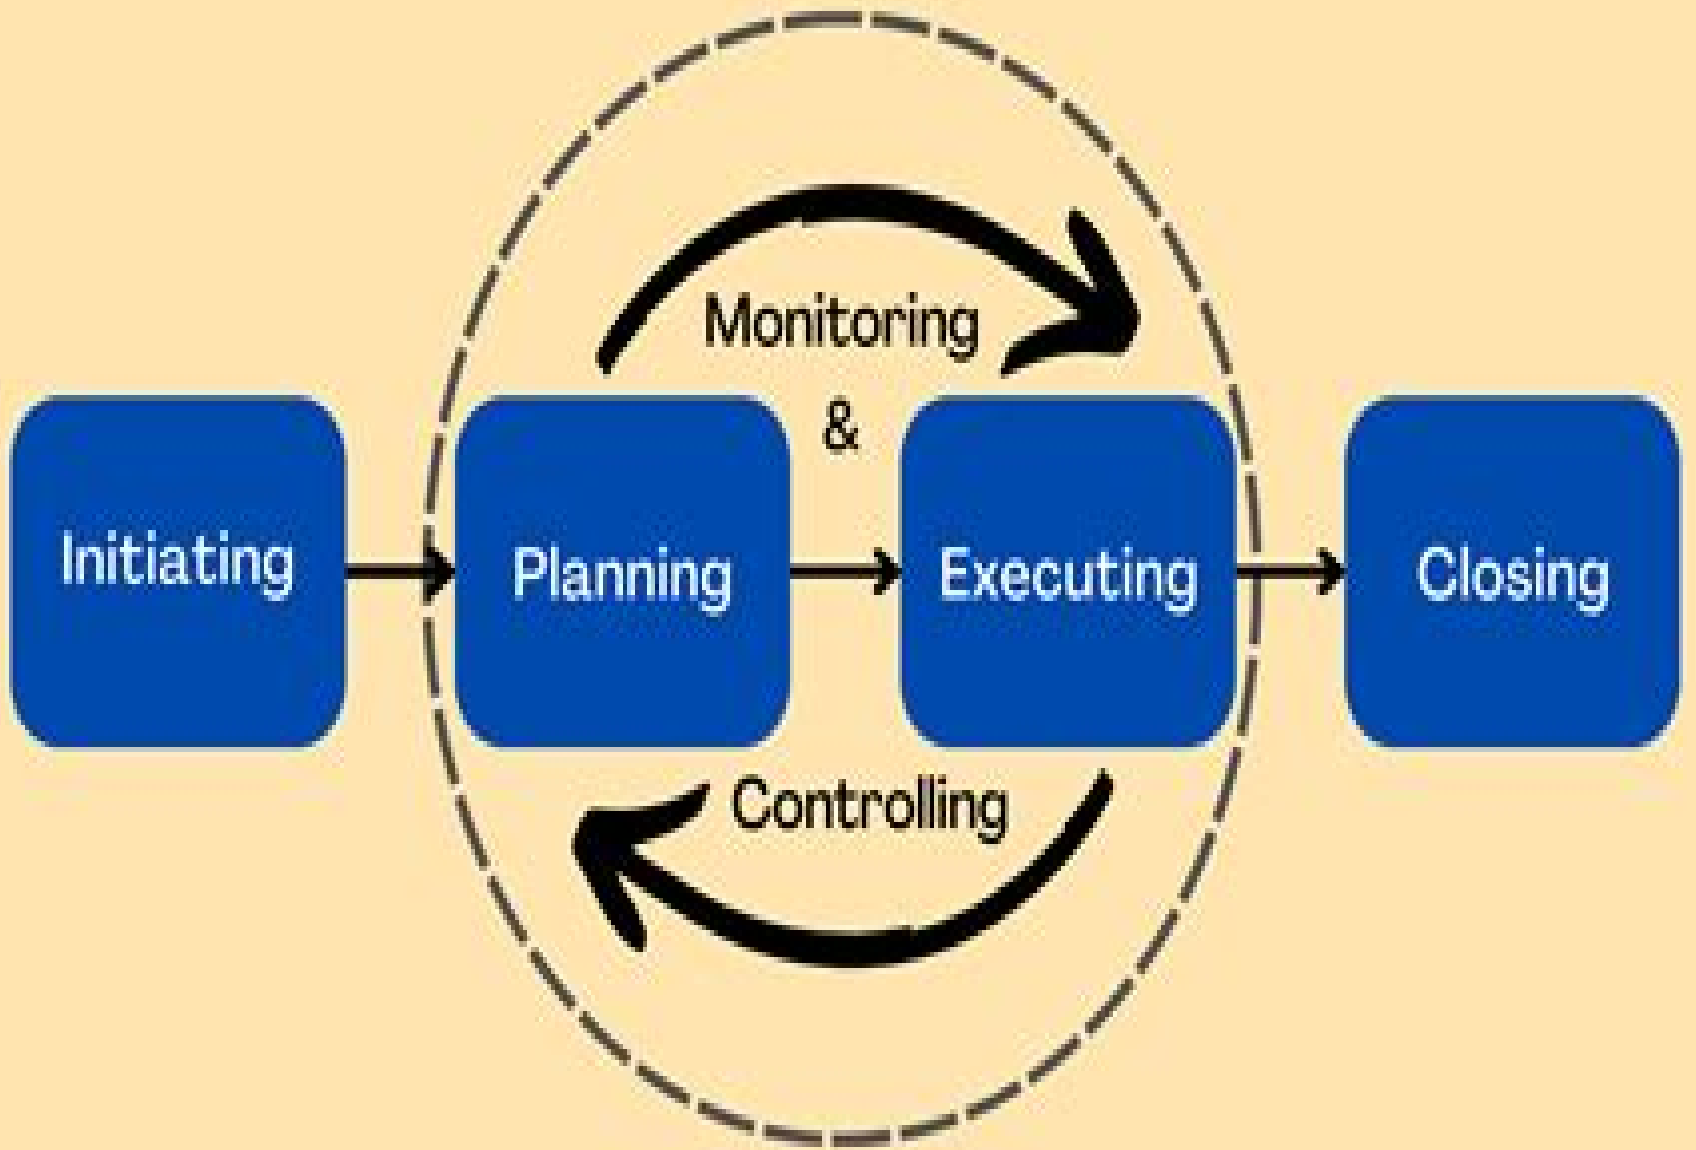 Monitoring
&
Initiating
Planning
Executing
Closing
Controlling